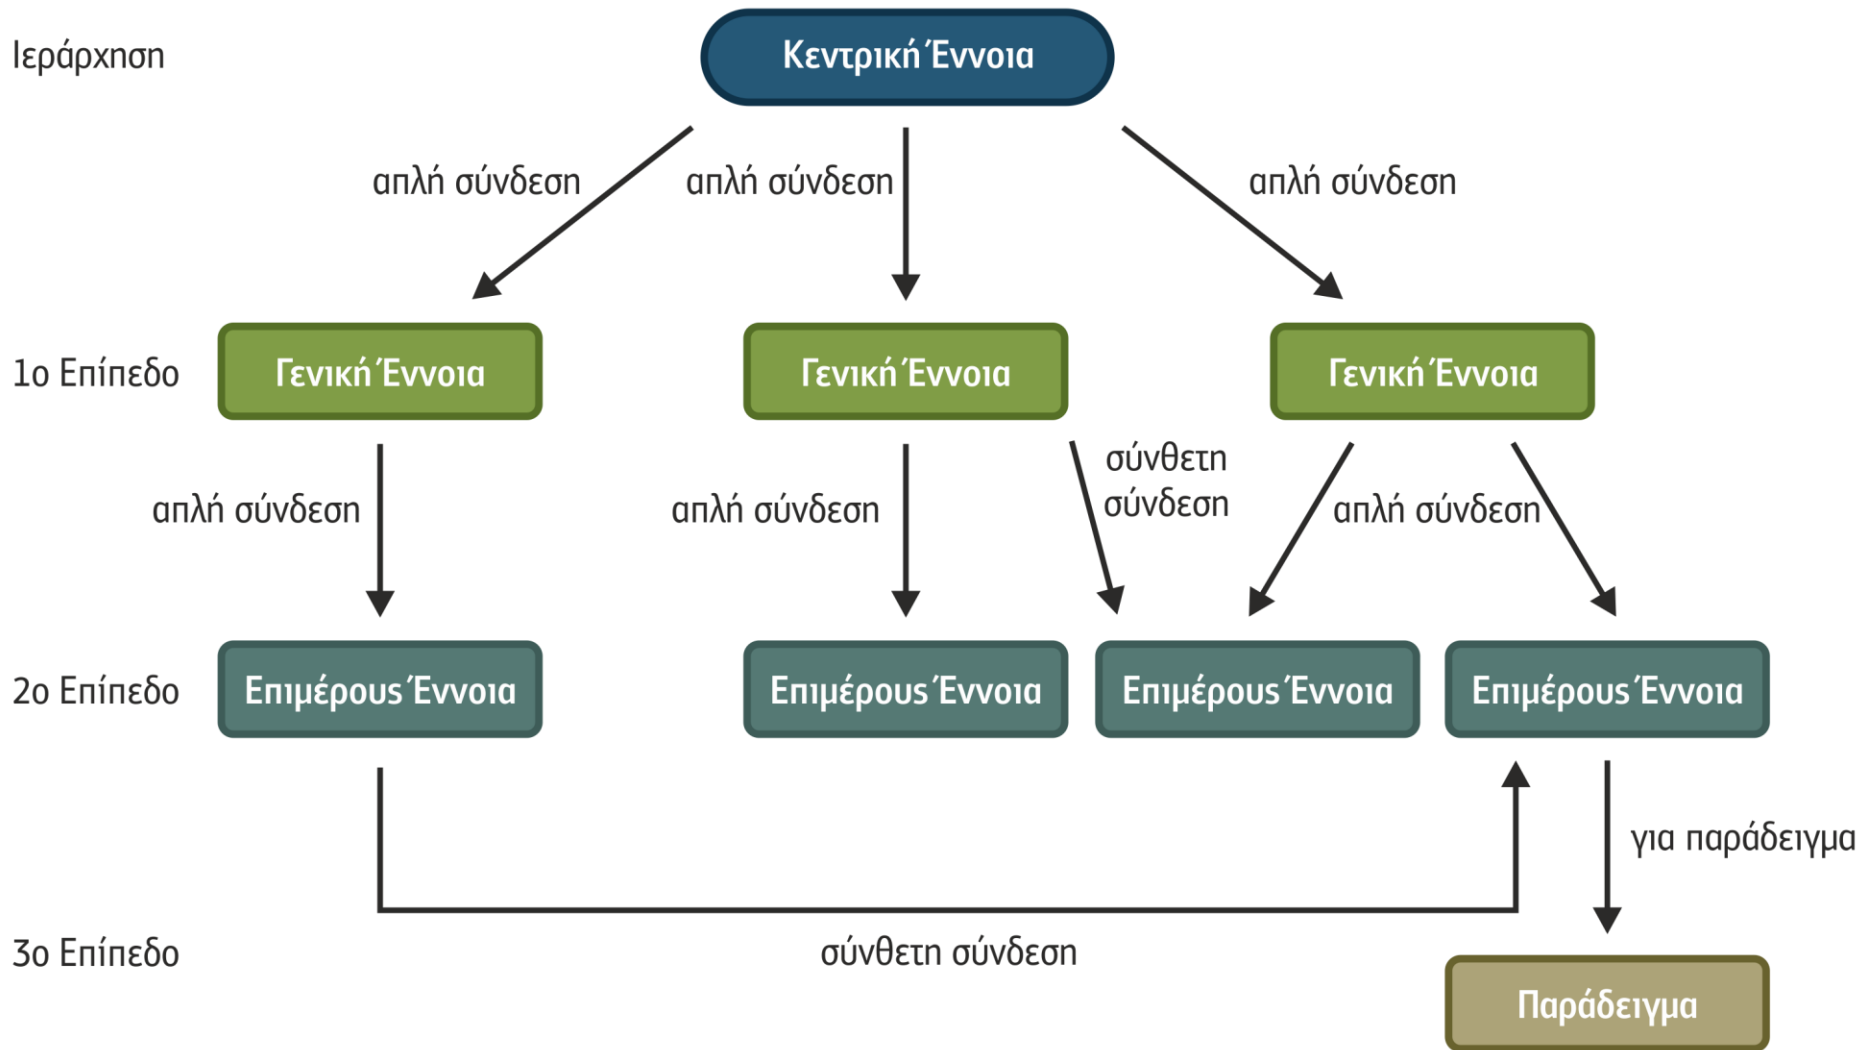 Ιεράρχηση
Κεντρική Έννοια
απλή σύνδεση
απλή σύνδεση
απλή σύνδεση
1ο Επίπεδο
Γενική Έννοια
Γενική Έννοια
Γενική Έννοια
απλή σύνδεση
απλή σύνδεση
σύνθετη
σύνδεση
απλή σύνδεση
2ο Επίπεδο
Επιμέρους Έννοια
Επιμέρους Έννοια
Επιμέρους Έννοια
Επιμέρους Έννοια
για παράδειγμα
3ο Επίπεδο
σύνθετη σύνδεση
Παράδειγμα